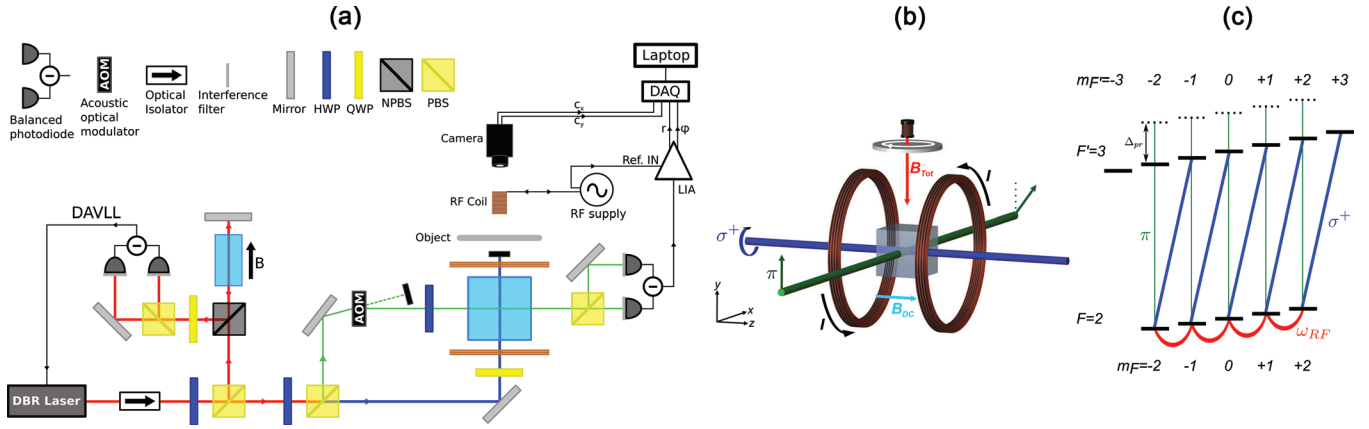 (a)
Balanced
photodiode
AOM
Acoustic
optical
modulator
Optical
Isolator
Interference
filter
Mirror
HWP
QWP
NPBS
PBS
Laptop
DAQ
Camera
cₓ
c_y
r
φ
Ref. IN
LIA
RF Coil
RF supply
Object
DAVLL
B
AOM
DBR Laser
(b)
B_Tot
I
σ⁺
π
B_DC
I
y
x
z
(c)
m_F'=-3 -2 -1 0 +1 +2 +3
Δ_pr
F'=3
π
σ⁺
F=2
ω_RF
m_F=-2 -1 0 +1 +2